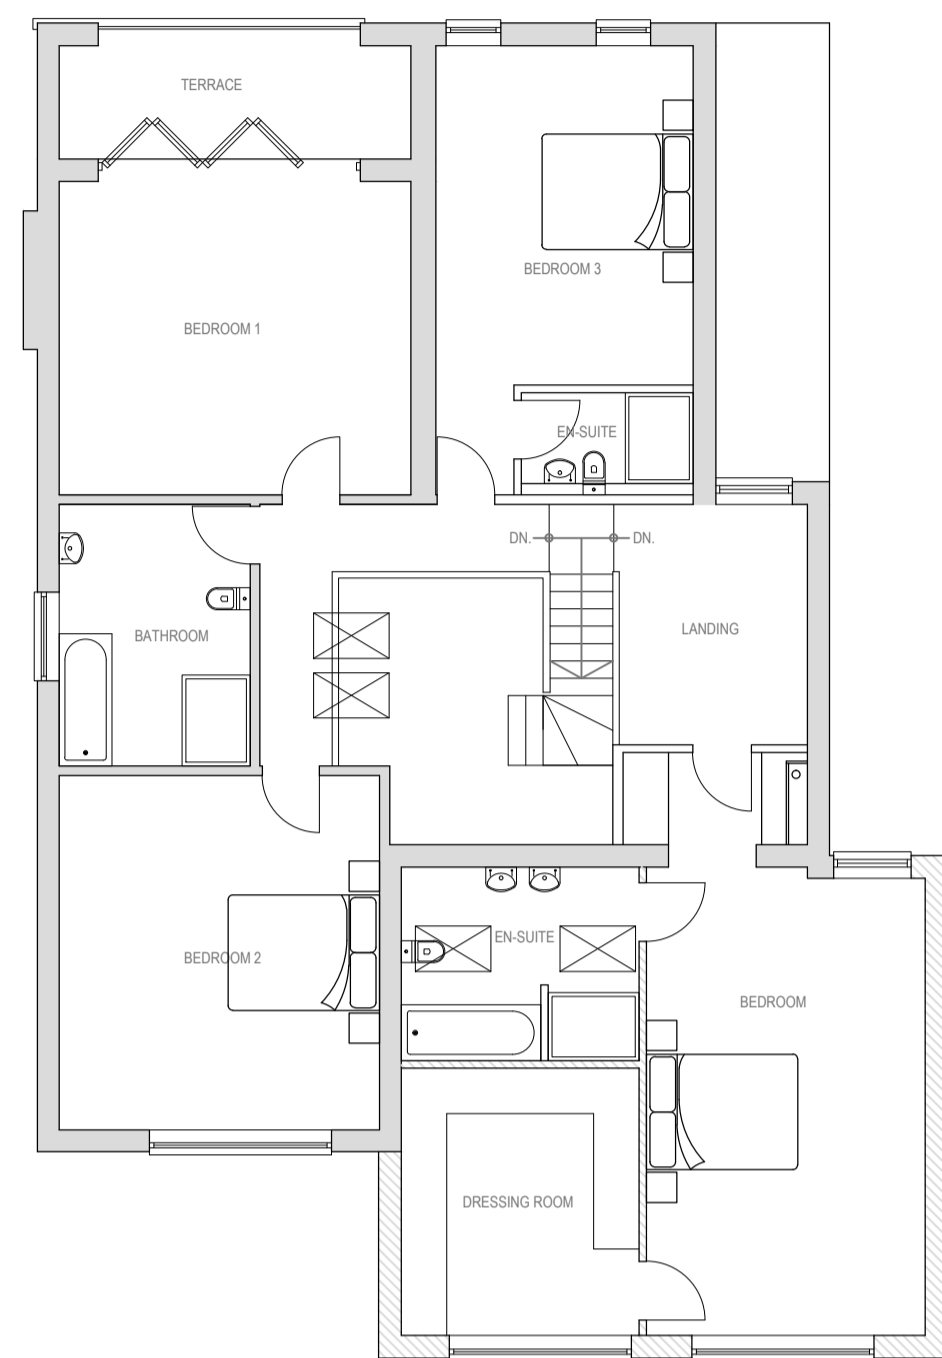 TERRACE
BEDROOM 3
BEDROOM 1
EN-SUITE
DN.
DN.
BATHROOM
LANDING
EN-SUITE
BEDROOM 2
BEDROOM
DRESSING ROOM